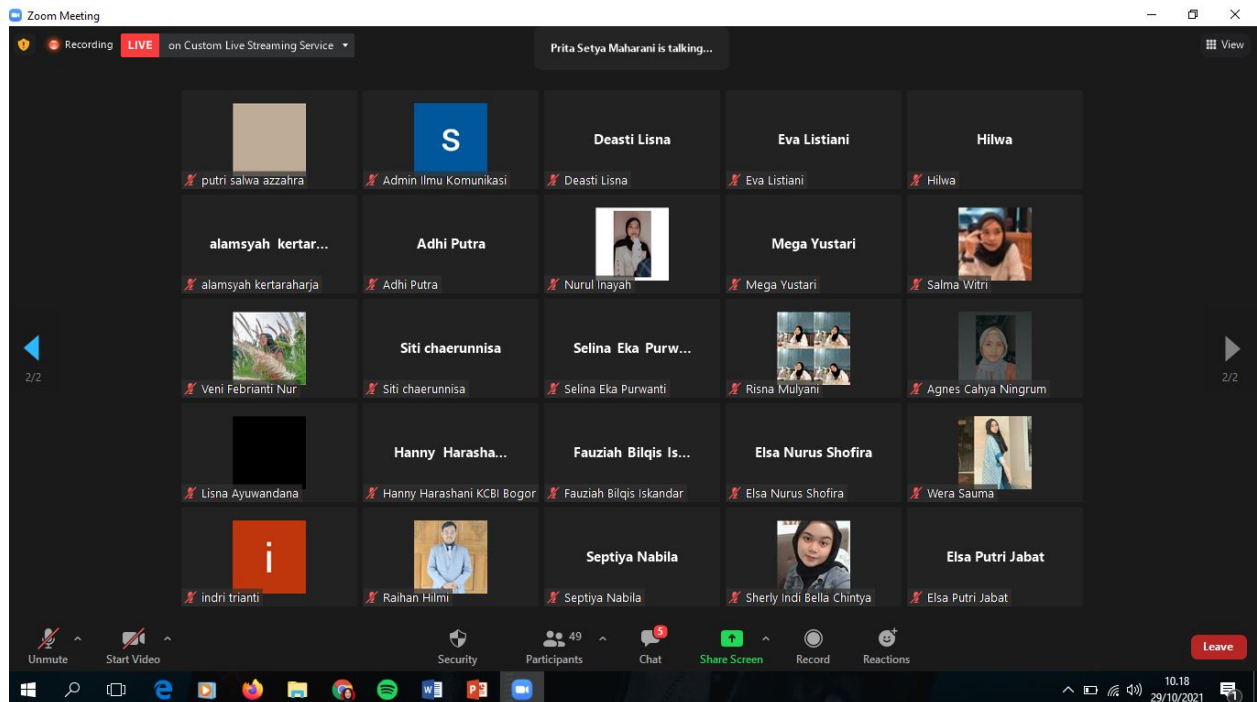 Zoom Meeting
Recording LIVE on Custom Live Streaming Service
Prita Setya Maharani is talking...
View
putri salwa azzahra
S
Admin Ilmu Komunikasi
Deasti Lisna
Deasti Lisna
Eva Listiani
Eva Listiani
Hilwa
Hilwa
alamsyah kertar...
alamsyah kertaraharja
Adhi Putra
Adhi Putra
Nurul Inayah
Mega Yustari
Mega Yustari
Salma Witri
Veni Febrianti Nur
Siti chaerunnisa
Siti chaerunnisa
Selina Eka Purw...
Selina Eka Purwanti
Risna Mulyani
Agnes Cahya Ningrum
2/2
2/2
Lisna Ayuwandana
Hanny Harasha...
Hanny Harashani KCBI Bogor
Fauziah Bilqis Is...
Fauziah Bilqis Iskandar
Elsa Nurus Shofira
Elsa Nurus Shofira
Wera Sauma
i
indri trianti
Raihan Hilmi
Septiya Nabila
Septiya Nabila
Sherly Indi Bella Chintya
Elsa Putri Jabat
Elsa Putri Jabat
Unmute
Start Video
Security
49
Participants
5
Chat
Share Screen
Record
Reactions
Leave
10.18
29/10/2021
1